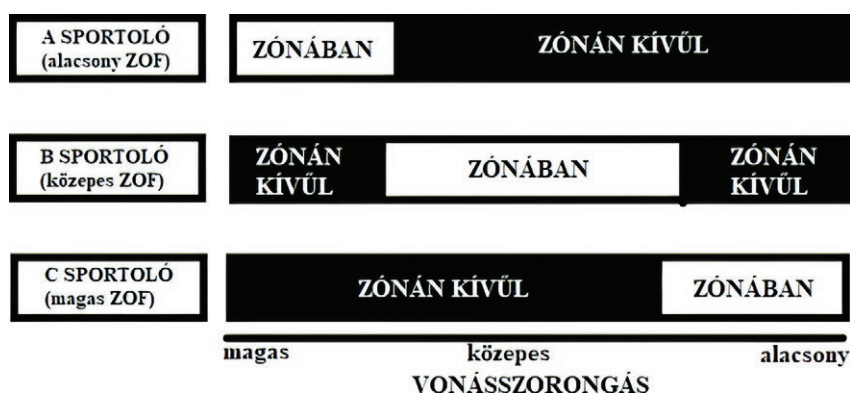 A SPORTOLÓ
(alacsony ZOF)
ZÓNÁBAN
ZÓNÁN KÍVŰL
B SPORTOLÓ
(közepes ZOF)
ZÓNÁN
KÍVŰL
ZÓNÁBAN
ZÓNÁN
KÍVŰL
C SPORTOLÓ
(magas ZOF)
ZÓNÁN KÍVŰL
ZÓNÁBAN
magas
közepes
alacsony
VONÁSSZORONGÁS